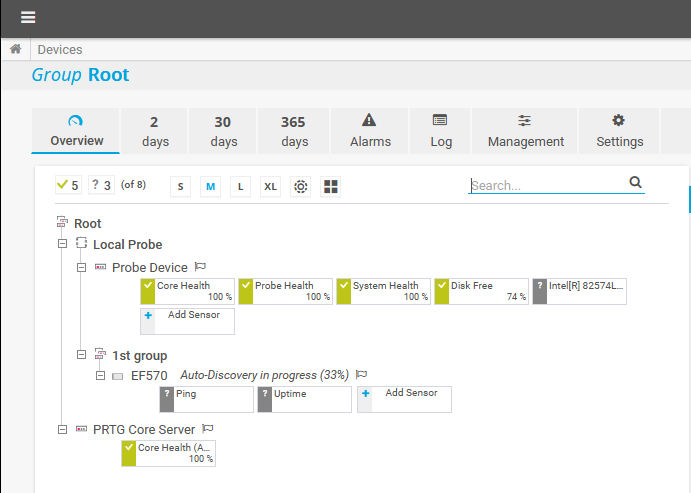 Devices
Group Root
Overview
2 days
30 days
365 days
Alarms
Log
Management
Settings
5
? 3
(of 8)
S
M
L
XL
Search...
Root
Local Probe
Probe Device
Core Health
100 %
Probe Health
100 %
System Health
100 %
Disk Free
74 %
? Intel[R] 82574L...
+ Add Sensor
1st group
EF570 Auto-Discovery in progress (33%)
? Ping
? Uptime
+ Add Sensor
PRTG Core Server
Core Health (A...
100 %